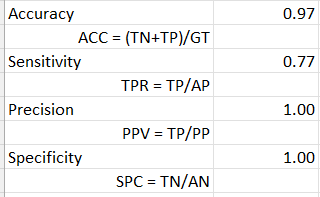 Accuracy 0.97
ACC = (TN+TP)/GT
Sensitivity 0.77
TPR = TP/AP
Precision 1.00
PPV = TP/PP
Specificity 1.00
SPC = TN/AN